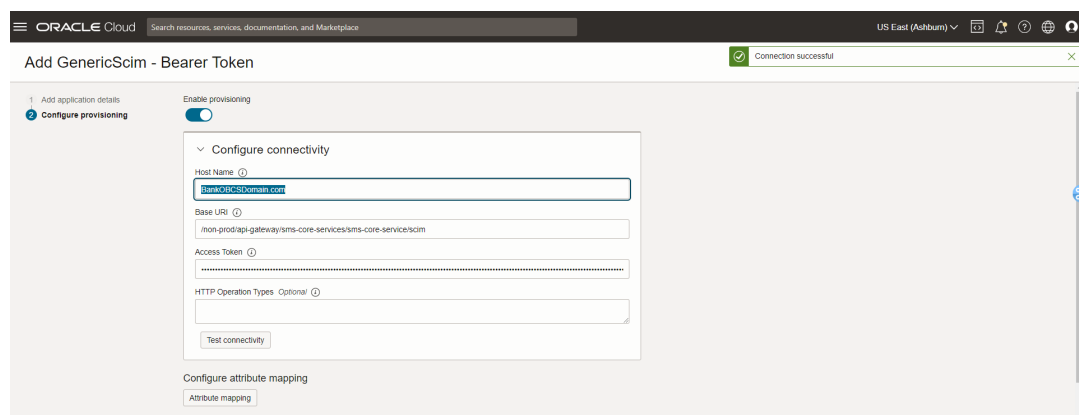 ORACLE Cloud
Search resources, services, documentation, and Marketplace
US East (Ashburn)
Add GenericScim - Bearer Token
Connection successful
1 Add application details
2 Configure provisioning
Enable provisioning
Configure connectivity
Host Name
BankOBCSDomain.com
Base URI
/non-prod/api-gateway/sms-core-services/sms-core-service/scim
Access Token
HTTP Operation Types Optional
Test connectivity
Configure attribute mapping
Attribute mapping